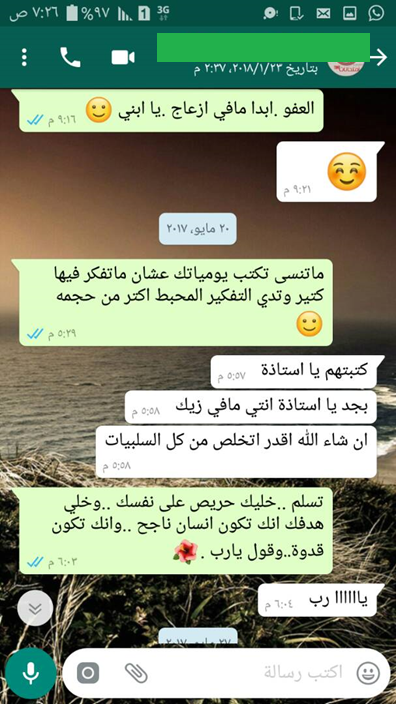 ٧:٢٦ ص
%٩٧
1
3G
بتاريخ ٢٠١٨/١/٢٣، ٢:٣٧ م
العفو .ابدا مافي ازعاج .يا ابني 🙂
٩:١٦ م
😊
٩:٢١ م
٢٠ مايو، ٢٠١٧
ماتنسى تكتب يومياتك عشان ماتفكر فيها
كتير وتدي التفكير المحبط اكتر من حجمه
🙂
٥:٢٩ م
كتبتهم يا استاذة
٥:٥٧ م
بجد يا استاذة انتي مافي زيك
٥:٥٨ م
ان شاء الله اقدر اتخلص من كل السلبيات
٥:٥٨ م
تسلم ..خليك حريص على نفسك ..وخلي
هدفك انك تكون انسان ناجح ..وانك تكون
قدوة..وقول يارب .🌺
٦:٠٣ م
ياااااا رب
٦:٠٤ م
٢٧ مايو، ٢٠١٧
اكتب رسالة